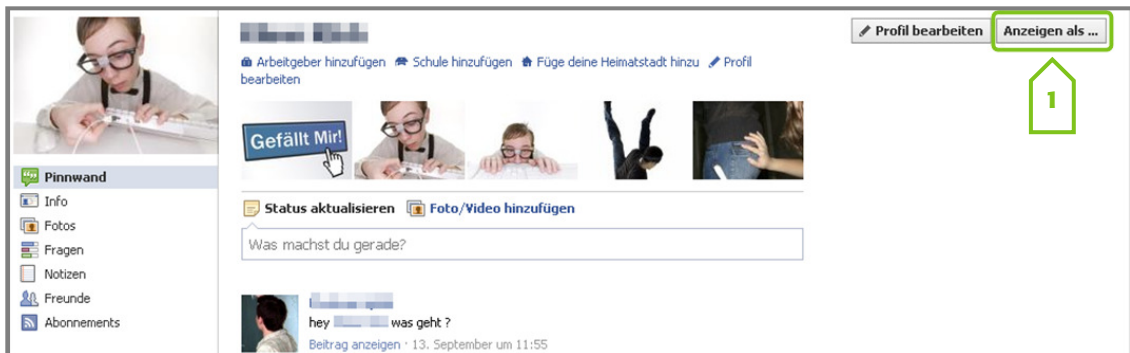 Profil bearbeiten
Anzeigen als ...
1
Arbeitgeber hinzufügen Schule hinzufügen Füge deine Heimatstadt hinzu Profil
bearbeiten
Gefällt Mir!
Pinnwand
Info
Fotos
Fragen
Notizen
Freunde
Abonnements
Status aktualisieren Foto/Video hinzufügen
Was machst du gerade?
hey was geht ?
Beitrag anzeigen · 13. September um 11:55